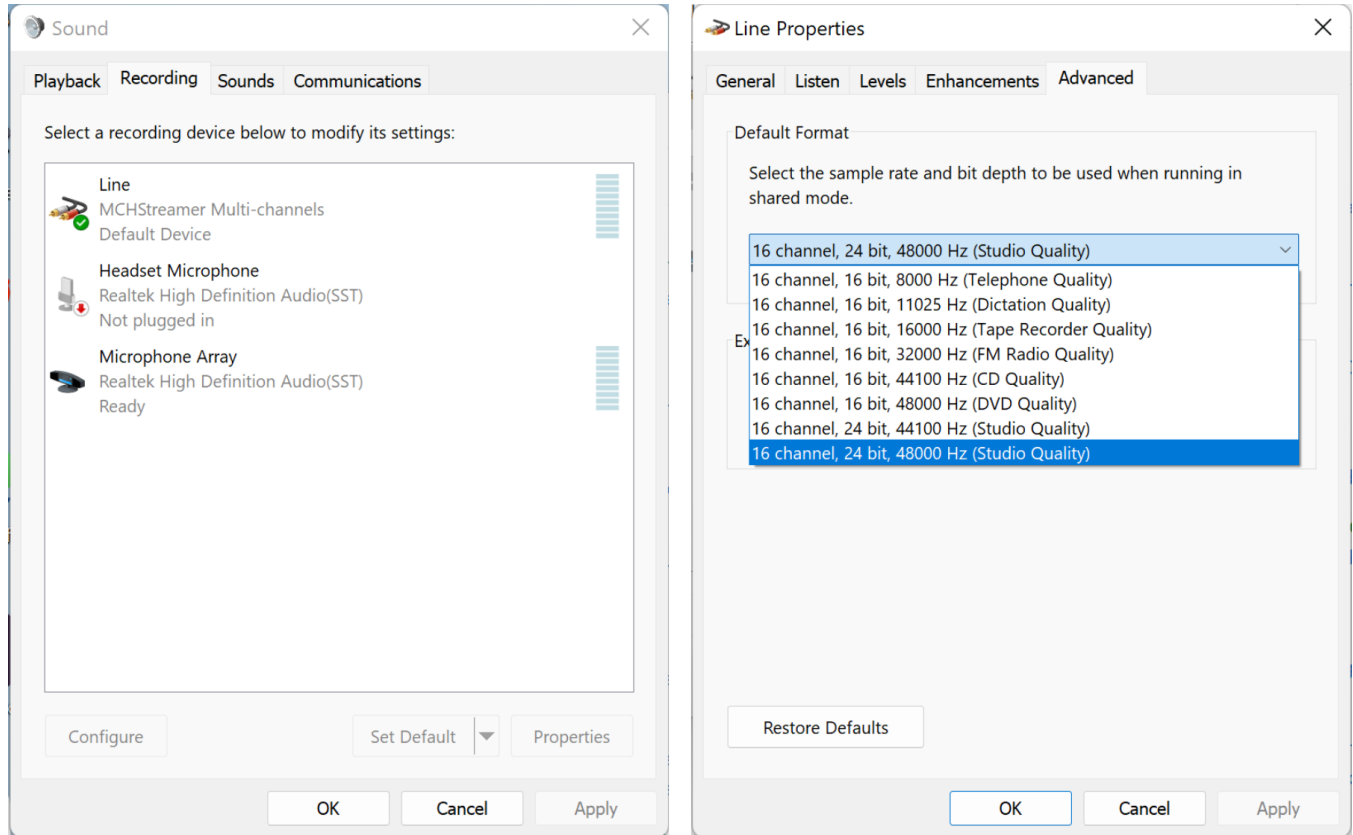 Sound
Playback Recording Sounds Communications
Select a recording device below to modify its settings:
Line
MCHStreamer Multi-channels
Default Device
Headset Microphone
Realtek High Definition Audio(SST)
Not plugged in
Microphone Array
Realtek High Definition Audio(SST)
Ready
Configure Set Default Properties
OK Cancel Apply
Line Properties
General Listen Levels Enhancements Advanced
Default Format
Select the sample rate and bit depth to be used when running in
shared mode.
16 channel, 24 bit, 48000 Hz (Studio Quality)
16 channel, 16 bit, 8000 Hz (Telephone Quality)
16 channel, 16 bit, 11025 Hz (Dictation Quality)
16 channel, 16 bit, 16000 Hz (Tape Recorder Quality)
Ex
16 channel, 16 bit, 32000 Hz (FM Radio Quality)
16 channel, 16 bit, 44100 Hz (CD Quality)
16 channel, 16 bit, 48000 Hz (DVD Quality)
16 channel, 24 bit, 44100 Hz (Studio Quality)
16 channel, 24 bit, 48000 Hz (Studio Quality)
Restore Defaults
OK Cancel Apply